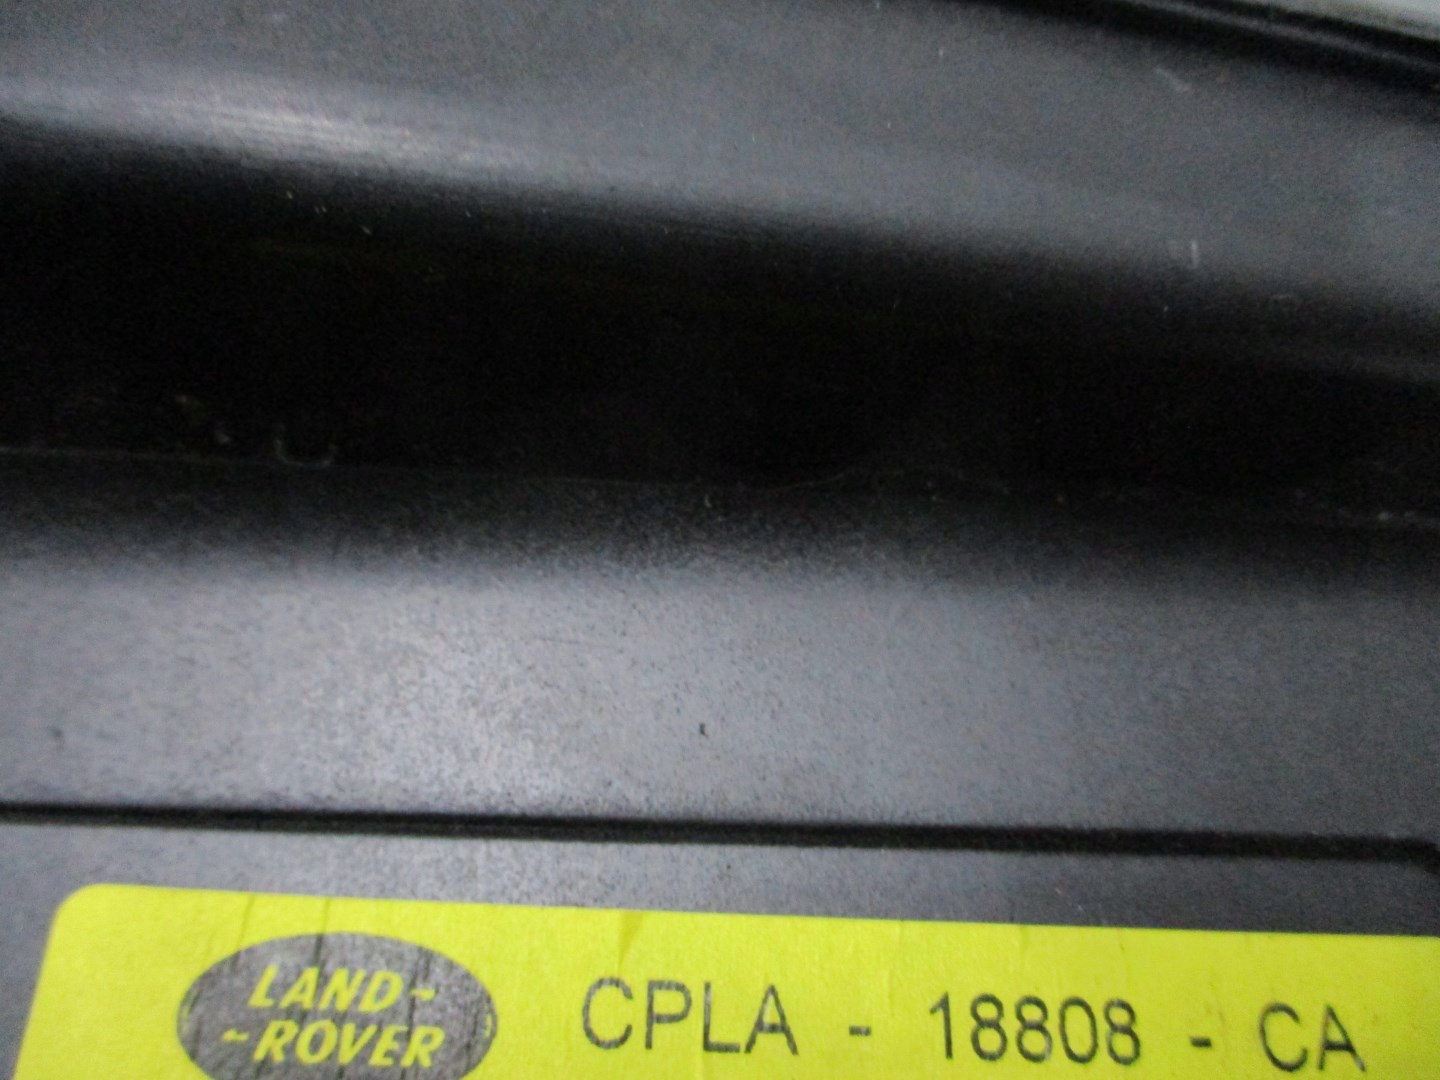 LAND-
-ROVER
CPLA - 18808 - CA